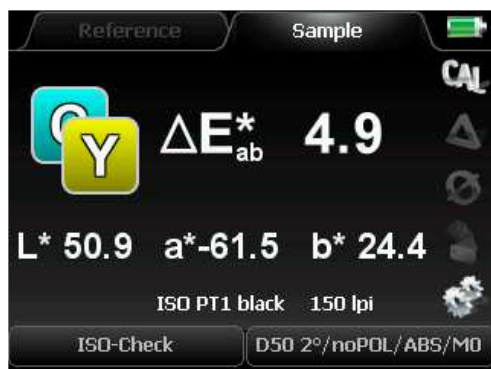 Reference Sample
CAL
C
Y
ΔE*ab 4.9
L* 50.9 a*-61.5 b* 24.4
ISO PT1 black 150 lpi
ISO-Check D50 2°/noPOL/ABS/M0